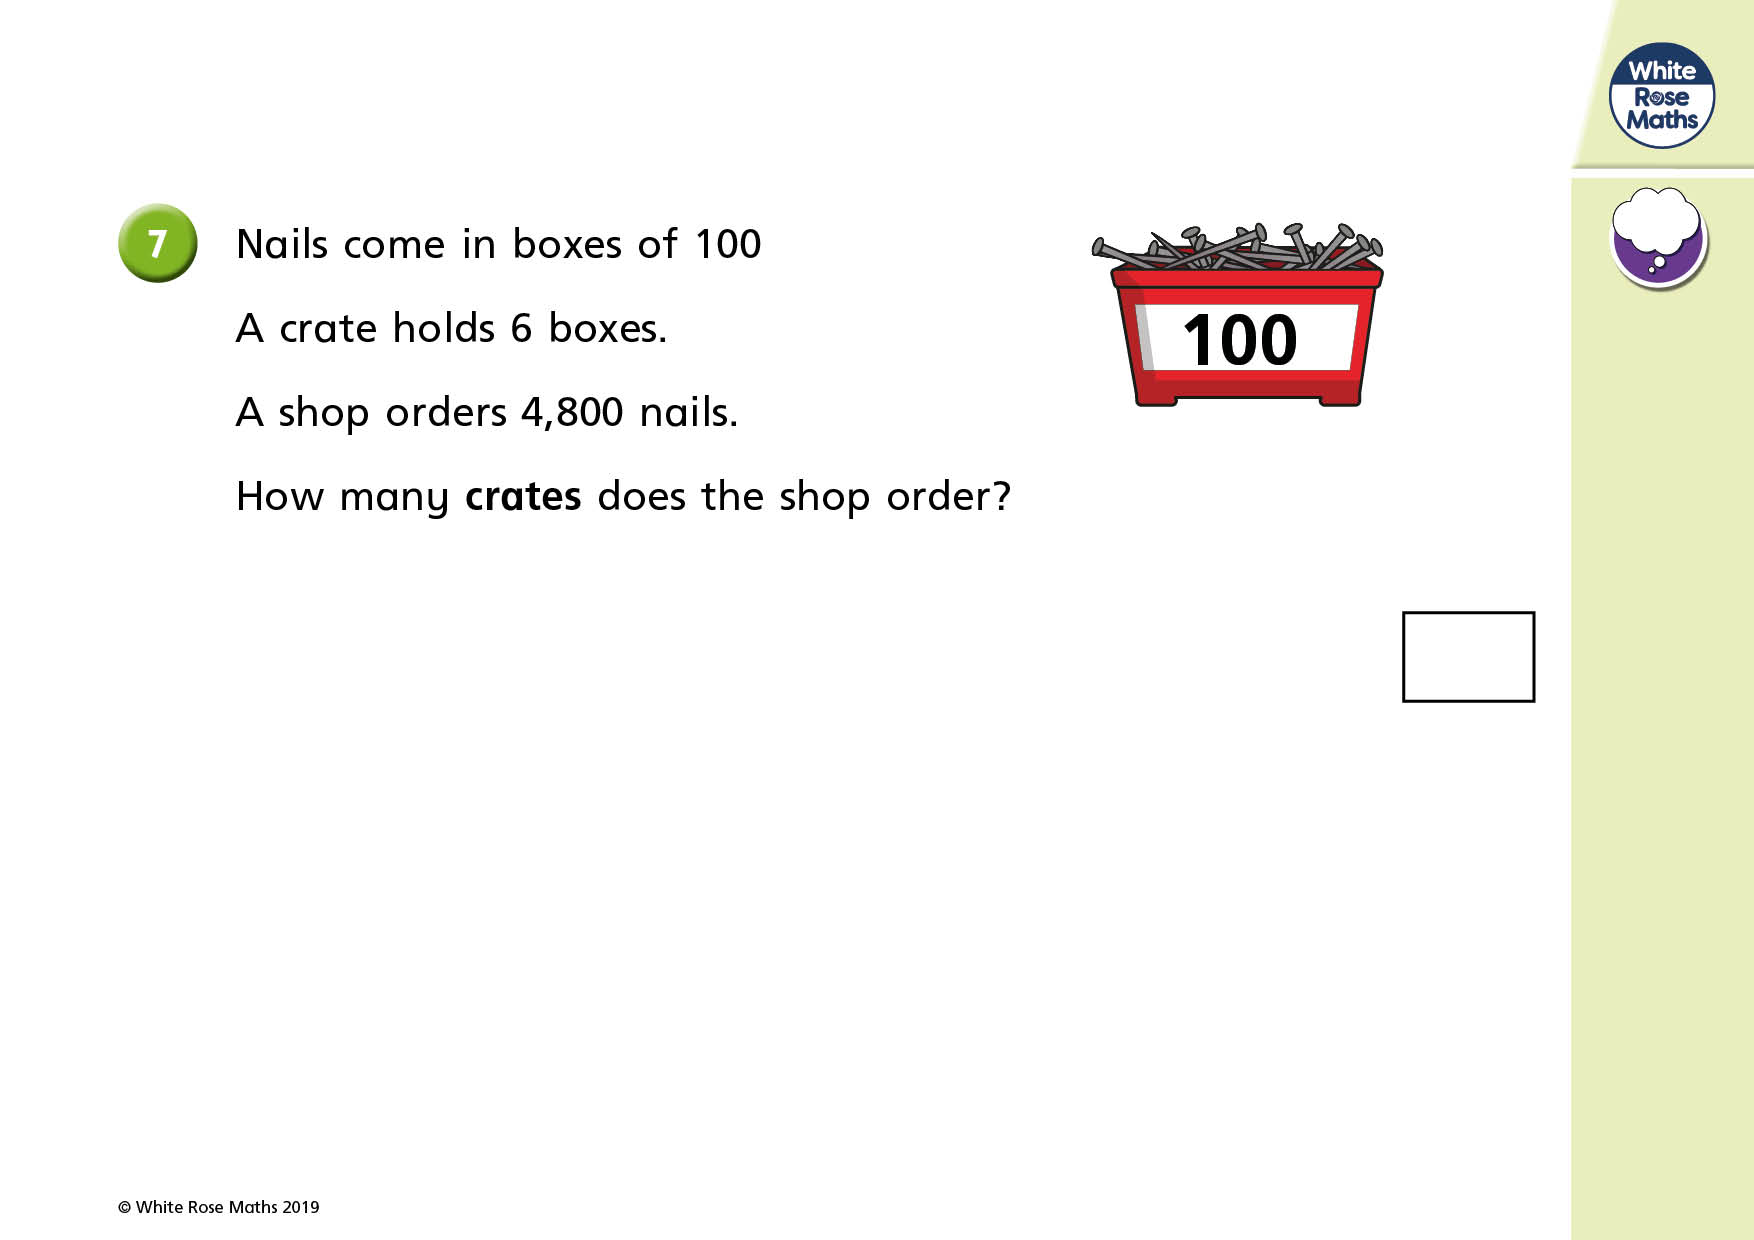 White
Rose
Maths
7 Nails come in boxes of 100
A crate holds 6 boxes.
A shop orders 4,800 nails.
How many crates does the shop order?
100
© White Rose Maths 2019